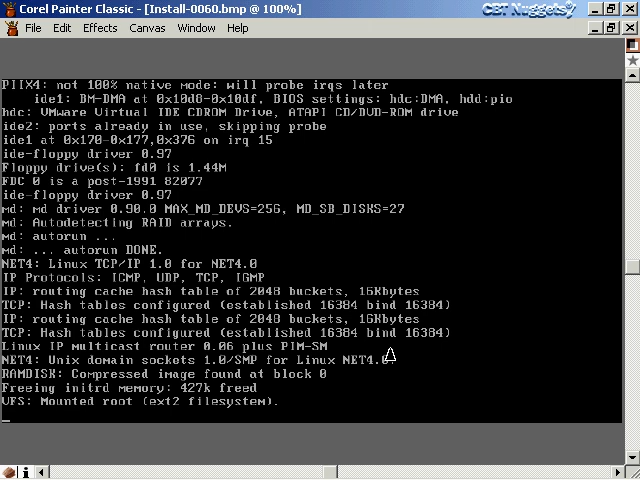 Corel Painter Classic - [Install-0060.bmp @ 100%]
CBT Nuggets
File Edit Effects Canvas Window Help
PIIX4: not 100% native mode: will probe irqs later
ide1: BM-DMA at 0x10d8-0x10df, BIOS settings: hdc:DMA, hdd:pio
hdc: VMware Virtual IDE CDROM Drive, ATAPI CD/DVD-ROM drive
ide2: ports already in use, skipping probe
ide1 at 0x170-0x177,0x376 on irq 15
ide-floppy driver 0.97
Floppy drive(s): fd0 is 1.44M
FDC 0 is a post-1991 82077
ide-floppy driver 0.97
md: md driver 0.90.0 MAX_MD_DEVS=256, MD_SB_DISKS=27
md: Autodetecting RAID arrays.
md: autorun ...
md: ... autorun DONE.
NET4: Linux TCP/IP 1.0 for NET4.0
IP Protocols: ICMP, UDP, TCP, IGMP
IP: routing cache hash table of 2048 buckets, 16Kbytes
TCP: Hash tables configured (established 16384 bind 16384)
IP: routing cache hash table of 2048 buckets, 16Kbytes
TCP: Hash tables configured (established 16384 bind 16384)
Linux IP multicast router 0.06 plus PIM-SM
NET4: Unix domain sockets 1.0/SMP for Linux NET4.0
RAMDISK: Compressed image found at block 0
Freeing initrd memory: 427k freed
VFS: Mounted root (ext2 filesystem).